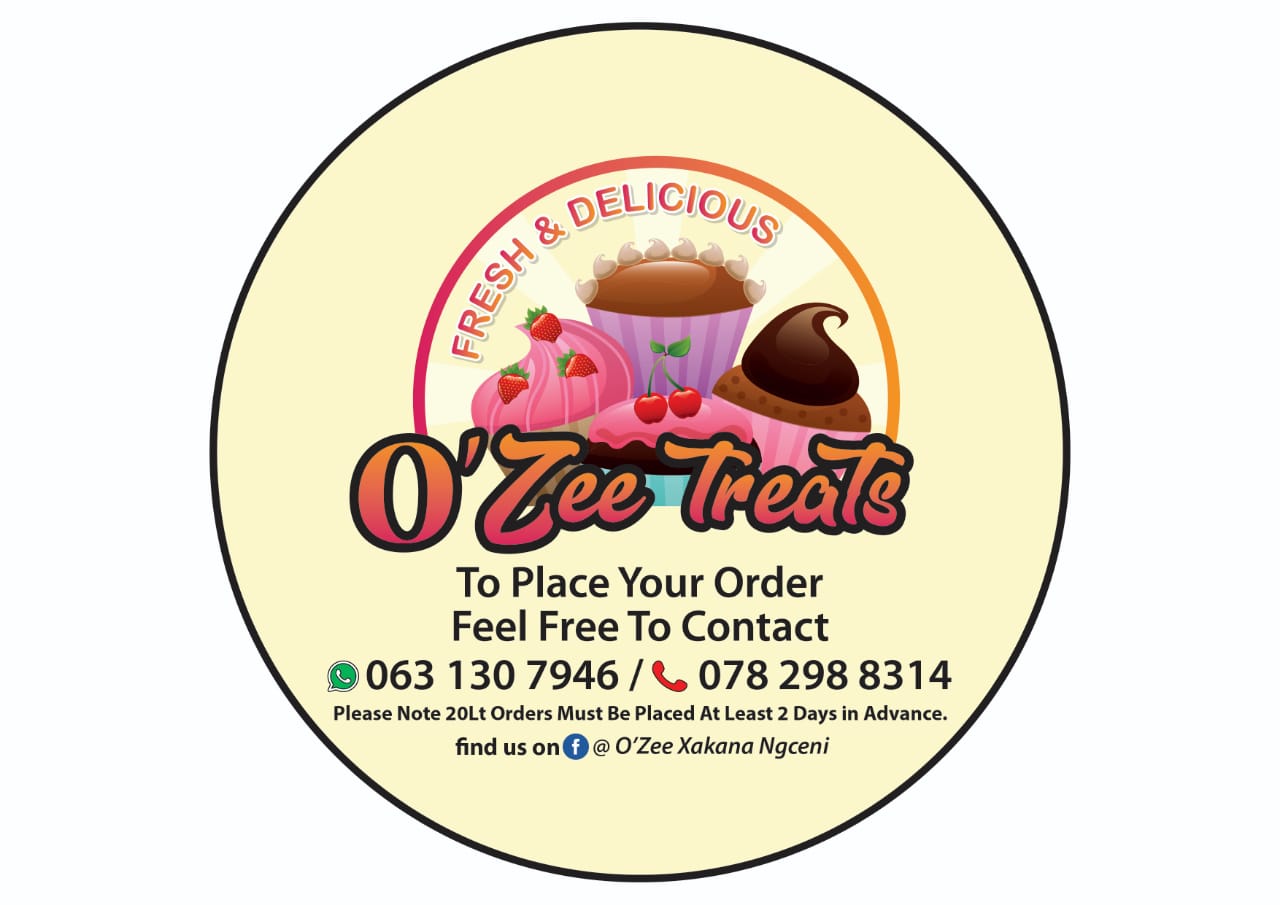 FRESH & DELICIOUS
O'Zee Treats
To Place Your Order
Feel Free To Contact
063 130 7946 / 078 298 8314
Please Note 20Lt Orders Must Be Placed At Least 2 Days in Advance.
find us on @ O'Zee Xakana Ngceni